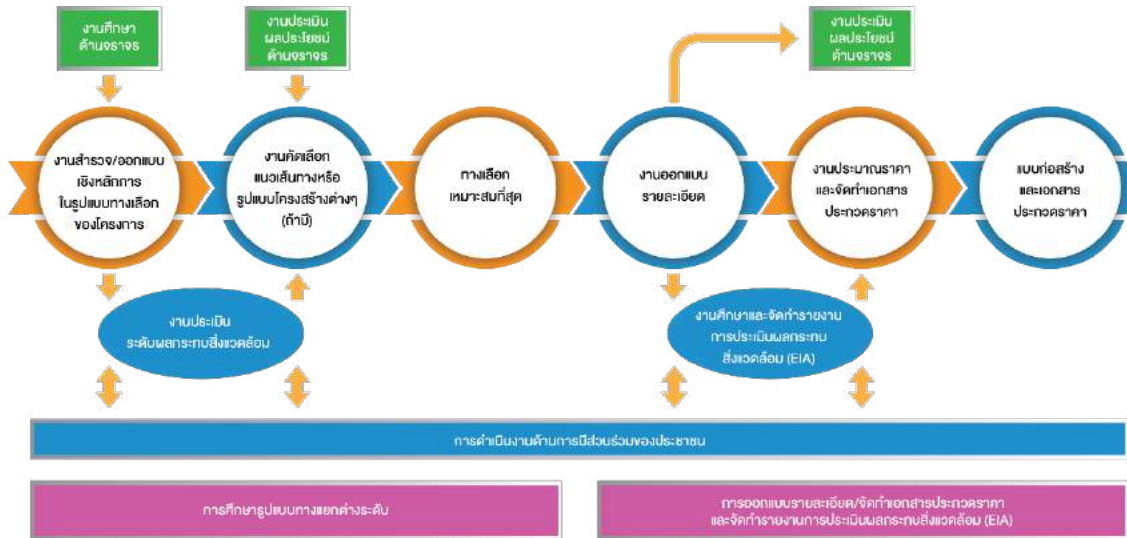 งานศึกษา
ด้านจราจร
งานประเมิน
ผลประโยชน์
ด้านจราจร
งานประเมิน
ผลประโยชน์
ด้านจราจร
งานสำรวจ/ออกแบบ
เชิงหลักการ
ในรูปแบบทางเลือก
ของโครงการ
งานคัดเลือก
แนวเส้นทางหรือ
รูปแบบโครงสร้างต่างๆ
(ถ้ามี)
ทางเลือก
เหมาะสมที่สุด
งานออกแบบ
รายละเอียด
งานประมาณราคา
และจัดทำเอกสาร
ประกวดราคา
แบบก่อสร้าง
และเอกสาร
ประกวดราคา
งานประเมิน
ระดับผลกระทบสิ่งแวดล้อม
งานศึกษาและจัดทำรายงาน
การประเมินผลกระทบ
สิ่งแวดล้อม (EIA)
การดำเนินงานด้านการมีส่วนร่วมของประชาชน
การศึกษารูปแบบทางแยกต่างระดับ
การออกแบบรายละเอียด/จัดทำเอกสารประกวดราคา
และจัดทำรายงานการประเมินผลกระทบสิ่งแวดล้อม (EIA)